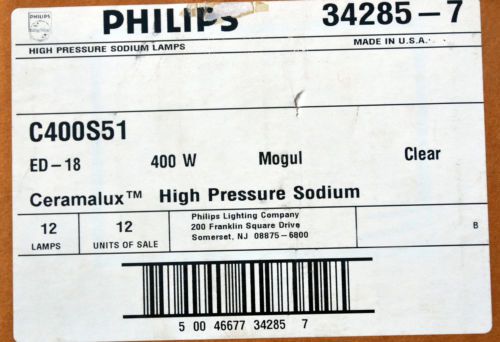 PHILIPS
PHILIPS 34285-7
HIGH PRESSURE SODIUM LAMPS MADE IN U.S.A.
C400S51
ED-18 400 W Mogul Clear
Ceramalux™ High Pressure Sodium
12 LAMPS
12 UNITS OF SALE
Philips Lighting Company
200 Franklin Square Drive
Somerset, NJ 08875-6800
B
5 00 46677 34285 7